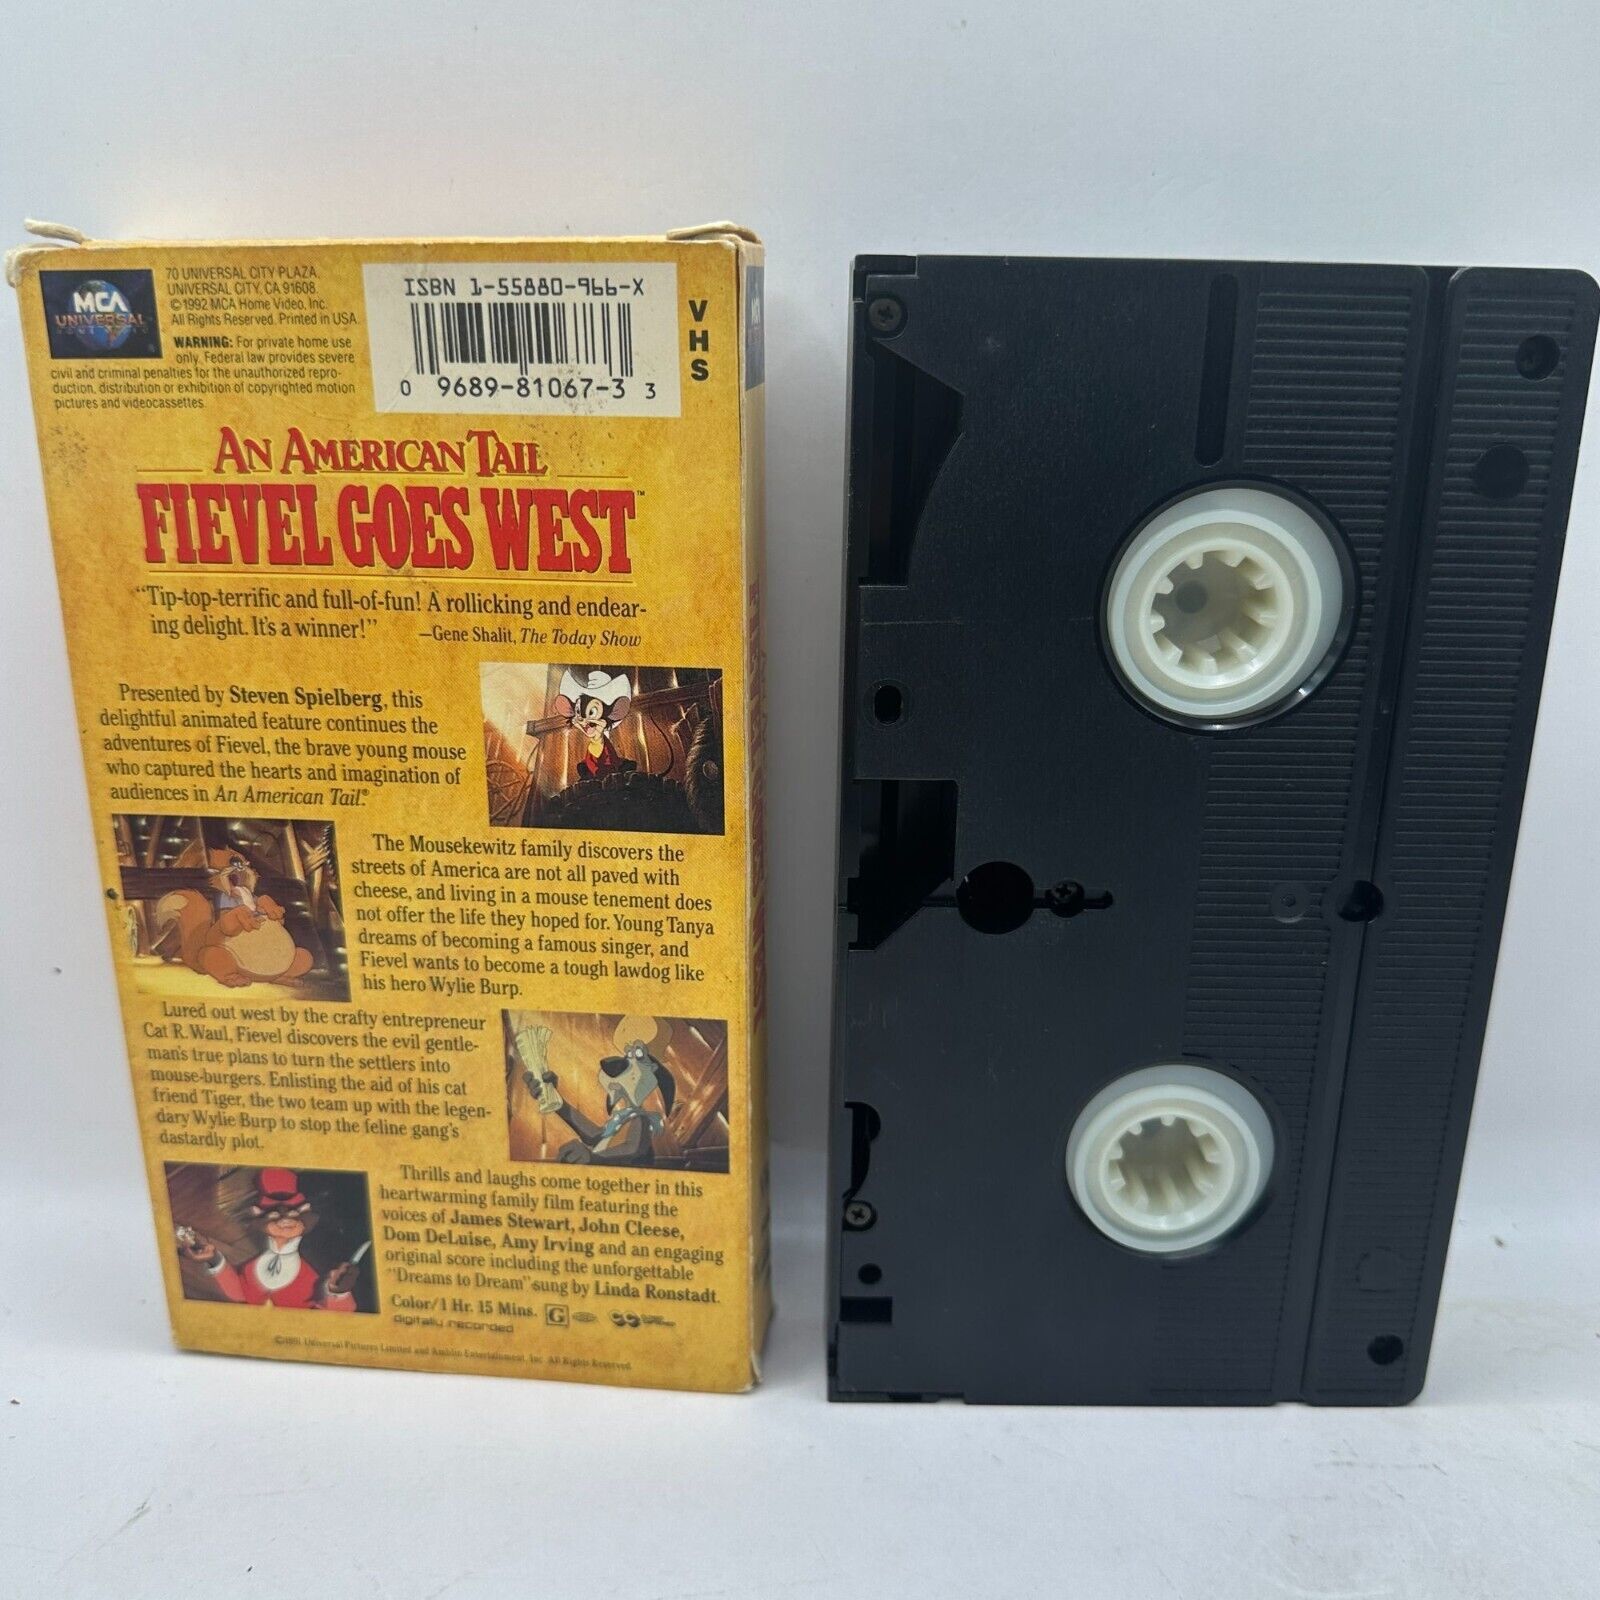 MCA
UNIVERSAL
70 UNIVERSAL CITY PLAZA,
UNIVERSAL CITY, CA 91608.
©1992 MCA Home Video, Inc.
All Rights Reserved. Printed in USA.
WARNING: For private home use
only. Federal law provides severe
civil and criminal penalties for the unauthorized repro-
duction, distribution or exhibition of copyrighted motion
pictures and videocassettes.
ISBN 1-55880-966-X
0 9689-81067-3 3
VHS
AN AMERICAN TAIL
FIEVEL GOES WEST™
"Tip-top-terrific and full-of-fun! A rollicking and endear-
ing delight. It's a winner!"
—Gene Shalit, The Today Show
Presented by Steven Spielberg, this
delightful animated feature continues the
adventures of Fievel, the brave young mouse
who captured the hearts and imagination of
audiences in An American Tail.®
The Mousekewitz family discovers the
streets of America are not all paved with
cheese, and living in a mouse tenement does
not offer the life they hoped for. Young Tanya
dreams of becoming a famous singer, and
Fievel wants to become a tough lawdog like
his hero Wylie Burp.
Lured out west by the crafty entrepreneur
Cat R. Waul, Fievel discovers the evil gentle-
man's true plans to turn the settlers into
mouse-burgers. Enlisting the aid of his cat
friend Tiger, the two team up with the legen-
dary Wylie Burp to stop the feline gang's
dastardly plot.
Thrills and laughs come together in this
heartwarming family film featuring the
voices of James Stewart, John Cleese,
Dom DeLuise, Amy Irving and an engaging
original score including the unforgettable
"Dreams to Dream" sung by Linda Ronstadt.
Color/1 Hr. 15 Mins. G
digitally recorded
©1991 Universal Pictures Limited and Amblin Entertainment, Inc. All Rights Reserved.